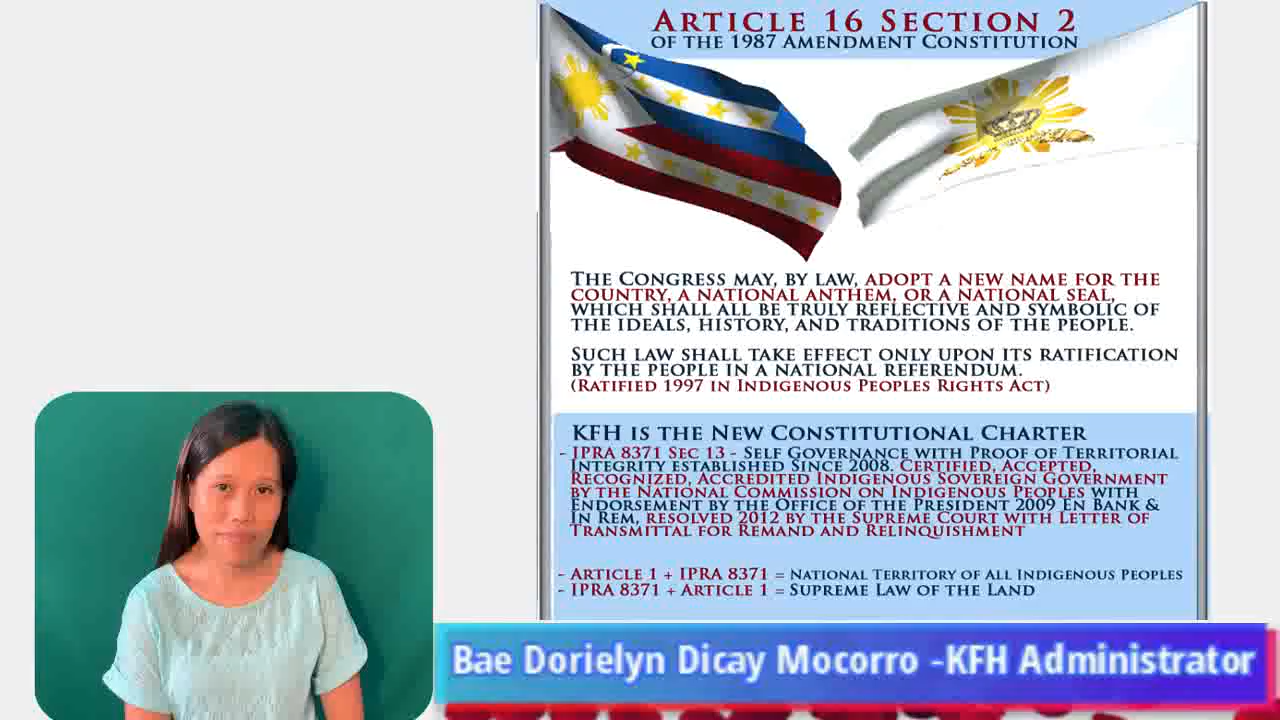 ARTICLE 16 SECTION 2
OF THE 1987 AMENDMENT CONSTITUTION
THE CONGRESS MAY, BY LAW, ADOPT A NEW NAME FOR THE
COUNTRY, A NATIONAL ANTHEM, OR A NATIONAL SEAL,
WHICH SHALL ALL BE TRULY REFLECTIVE AND SYMBOLIC OF
THE IDEALS, HISTORY, AND TRADITIONS OF THE PEOPLE.
SUCH LAW SHALL TAKE EFFECT ONLY UPON ITS RATIFICATION
BY THE PEOPLE IN A NATIONAL REFERENDUM.
(RATIFIED 1997 IN INDIGENOUS PEOPLES RIGHTS ACT)
KFH IS THE NEW CONSTITUTIONAL CHARTER
- IPRA 8371 SEC 13 - SELF GOVERNANCE WITH PROOF OF TERRITORIAL
INTEGRITY ESTABLISHED SINCE 2008. CERTIFIED, ACCEPTED,
RECOGNIZED, ACCREDITED INDIGENOUS SOVEREIGN GOVERNMENT
BY THE NATIONAL COMMISSION ON INDIGENOUS PEOPLES WITH
ENDORSEMENT BY THE OFFICE OF THE PRESIDENT 2009 EN BANK &
IN REM, RESOLVED 2012 BY THE SUPREME COURT WITH LETTER OF
TRANSMITTAL FOR REMAND AND RELINQUISHMENT
- ARTICLE 1 + IPRA 8371 = NATIONAL TERRITORY OF ALL INDIGENOUS PEOPLES
- IPRA 8371 + ARTICLE 1 = SUPREME LAW OF THE LAND
Bae Dorielyn Dicay Mocorro -KFH Administrator